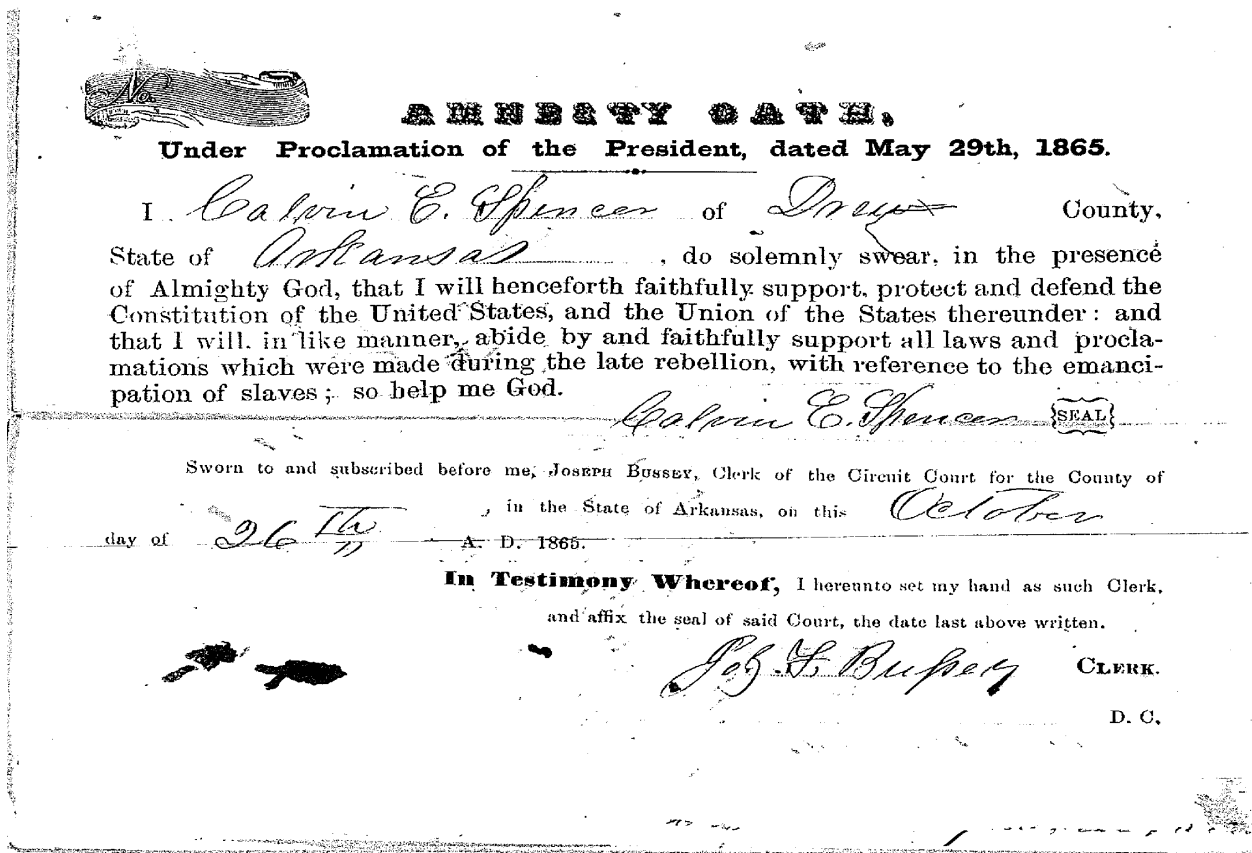 No.
AMNESTY OATH,
Under Proclamation of the President, dated May 29th, 1865.
I Calvin E. Spencer of Drew County,
State of Arkansas, do solemnly swear, in the presence
of Almighty God, that I will henceforth faithfully support, protect and defend the
Constitution of the United States, and the Union of the States thereunder: and
that I will, in like manner, abide by and faithfully support all laws and procla-
mations which were made during the late rebellion, with reference to the emanci-
pation of slaves; so help me God.
Calvin E. Spencer SEAL
Sworn to and subscribed before me, JOSEPH BUSSEY, Clerk of the Circuit Court for the County of
, in the State of Arkansas, on this October
day of 26th A. D. 1865.
In Testimony Whereof, I hereunto set my hand as such Clerk,
and affix the seal of said Court, the date last above written.
Jos F Bussey CLERK.
D. C.